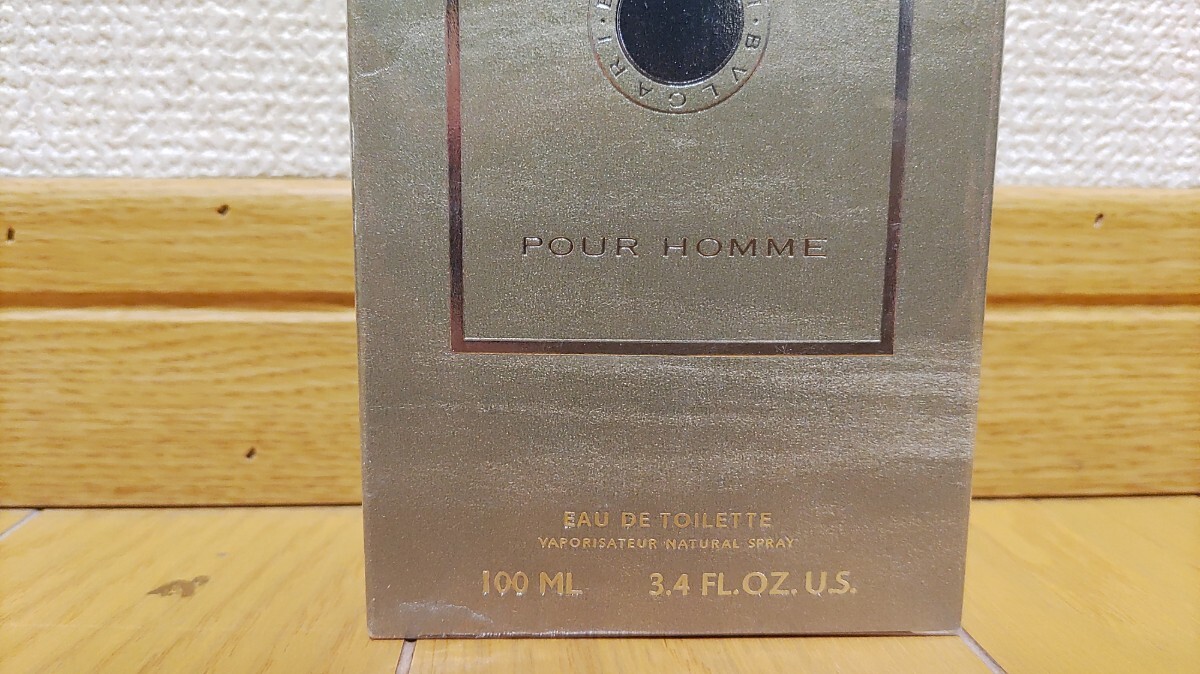 BVLGARI
POUR HOMME
EAU DE TOILETTE
VAPORISATEUR NATURAL SPRAY
100 ML 3.4 FL.OZ. U.S.